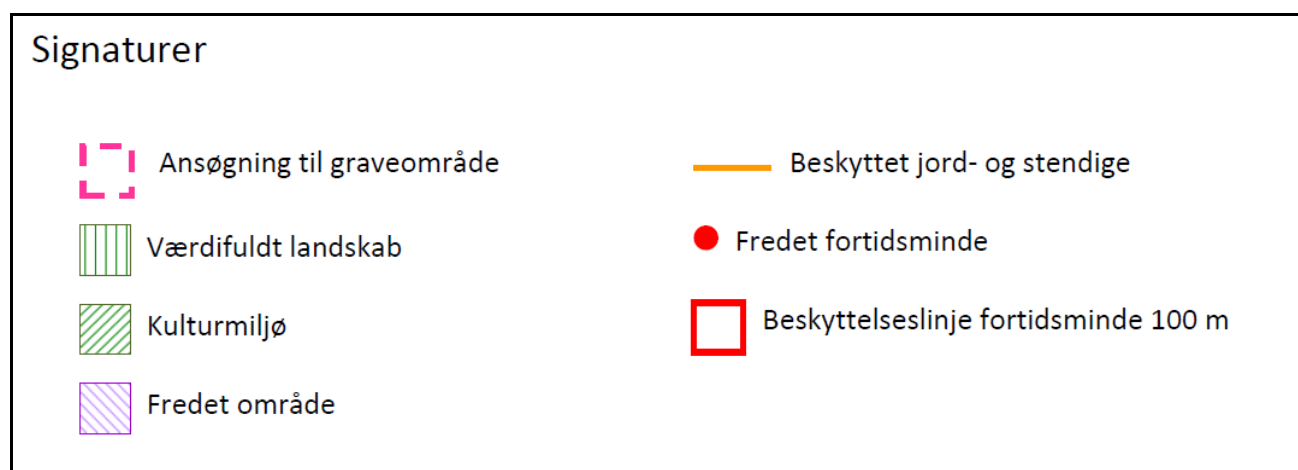 Signaturer
Ansøgning til graveområde
Værdifuldt landskab
Kulturmiljø
Fredet område
Beskyttet jord- og stendige
Fredet fortidsminde
Beskyttelseslinje fortidsminde 100 m